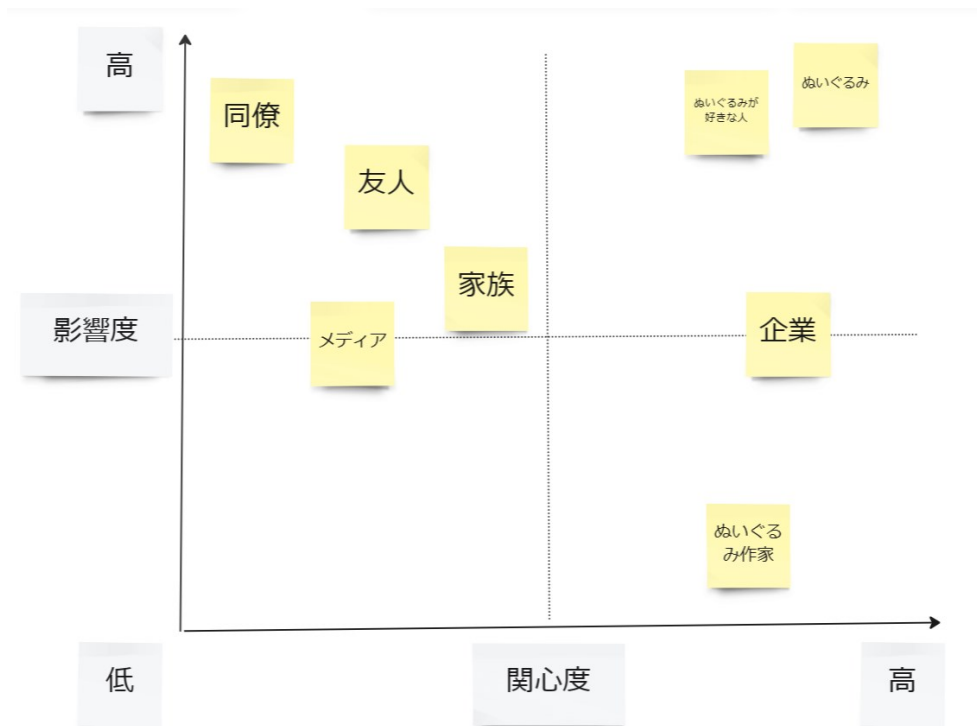 高
同僚
ぬいぐるみが
好きな人
ぬいぐるみ
友人
家族
影響度
メディア
企業
ぬいぐる
み作家
低
関心度
高